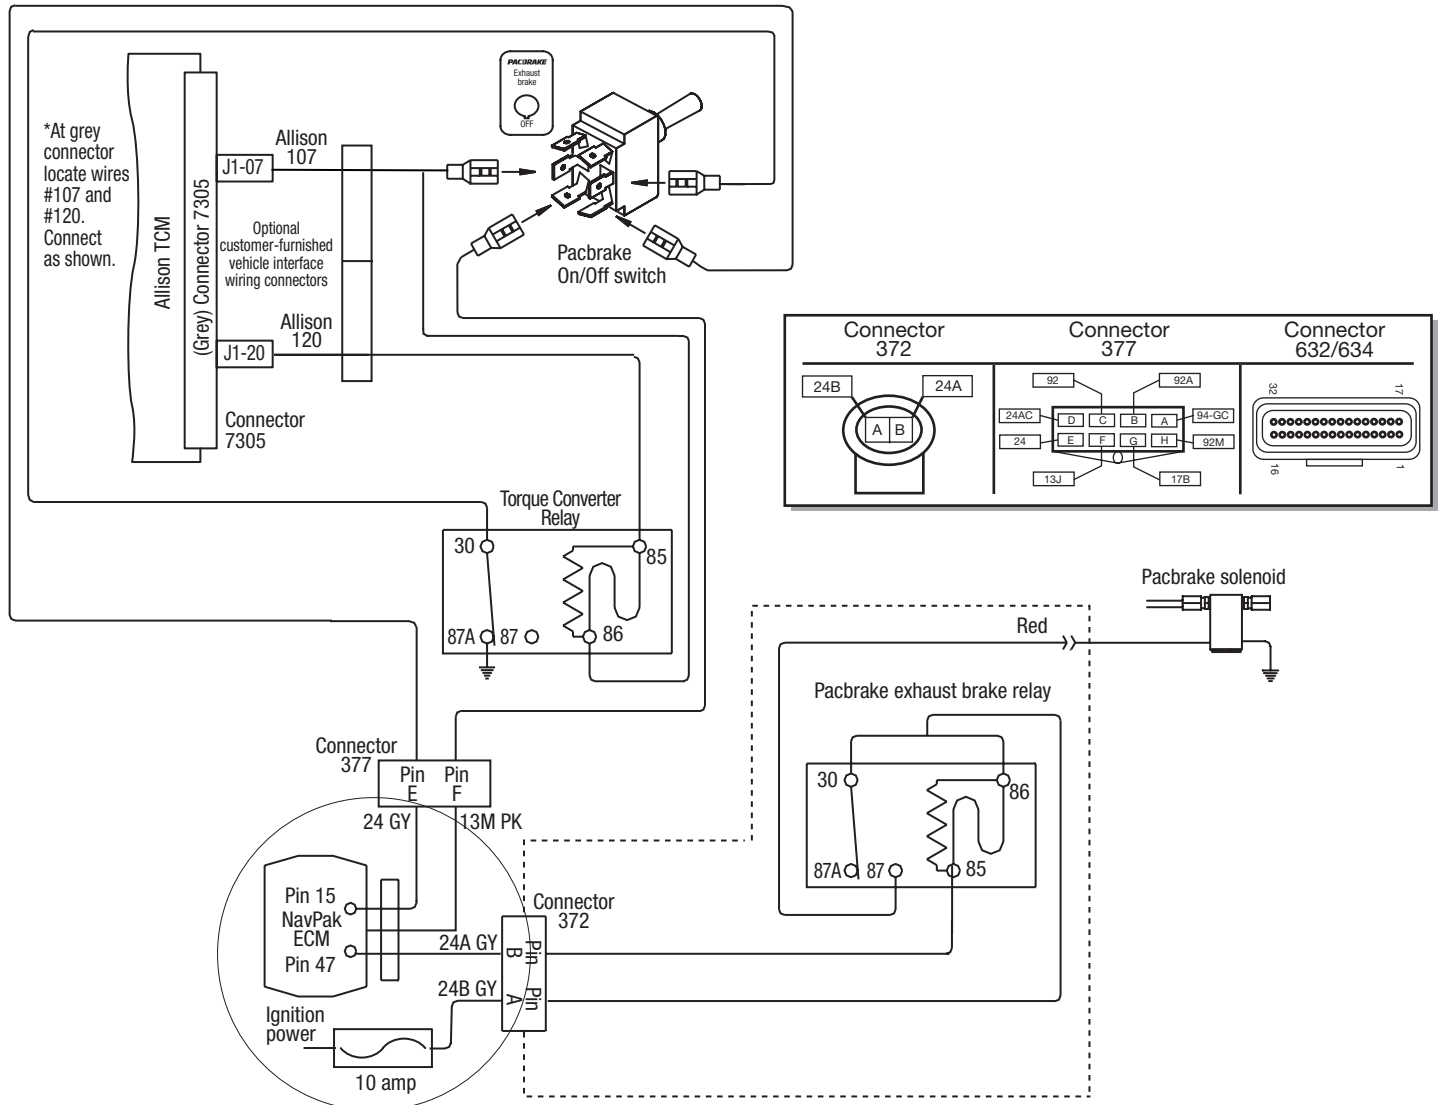 PACBRAKE
Exhaust
brake
OFF
*At grey
connector
locate wires
#107 and
#120.
Connect
as shown.
Allison TCM
(Grey) Connector 7305
J1-07
Allison
107
Optional
customer-furnished
vehicle interface
wiring connectors
Allison
120
J1-20
Connector
7305
Pacbrake
On/Off switch
Connector
372
24B
24A
A
B
Connector
377
92
92A
24AC
D
C
B
A
94-GC
24
E
F
G
H
92M
13J
17B
Connector
632/634
32
17
16
1
Torque Converter
Relay
30
85
87A
87
86
Pacbrake solenoid
Red
Pacbrake exhaust brake relay
30
86
87A
87
85
Connector
377
Pin
E
Pin
F
24 GY
13M PK
Pin 15
NavPak
ECM
Pin 47
Connector
372
24A GY
Pin
B
24B GY
Pin
A
Ignition
power
10 amp